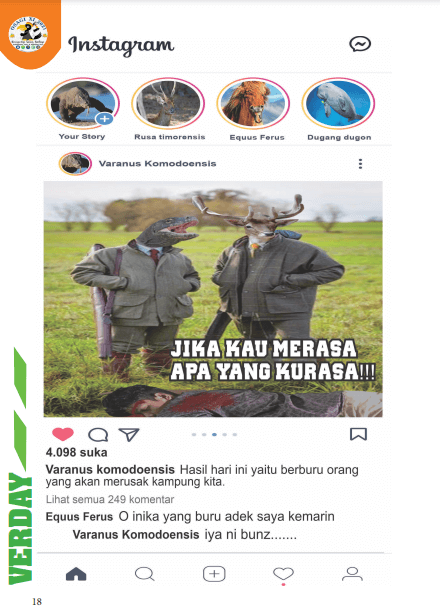 Instagram
Your Story
Rusa timorensis
Equus Ferus
Dugang dugon
Varanus Komodoensis
JIKA KAU MERASA
APA YANG KURASA!!!
4.098 suka
Varanus komodoensis Hasil hari ini yaitu berburu orang
yang akan merusak kampung kita.
Lihat semua 249 komentar
Equus Ferus O inika yang buru adek saya kemarin
Varanus Komodoensis iya ni bunz.......
VERDAY
18